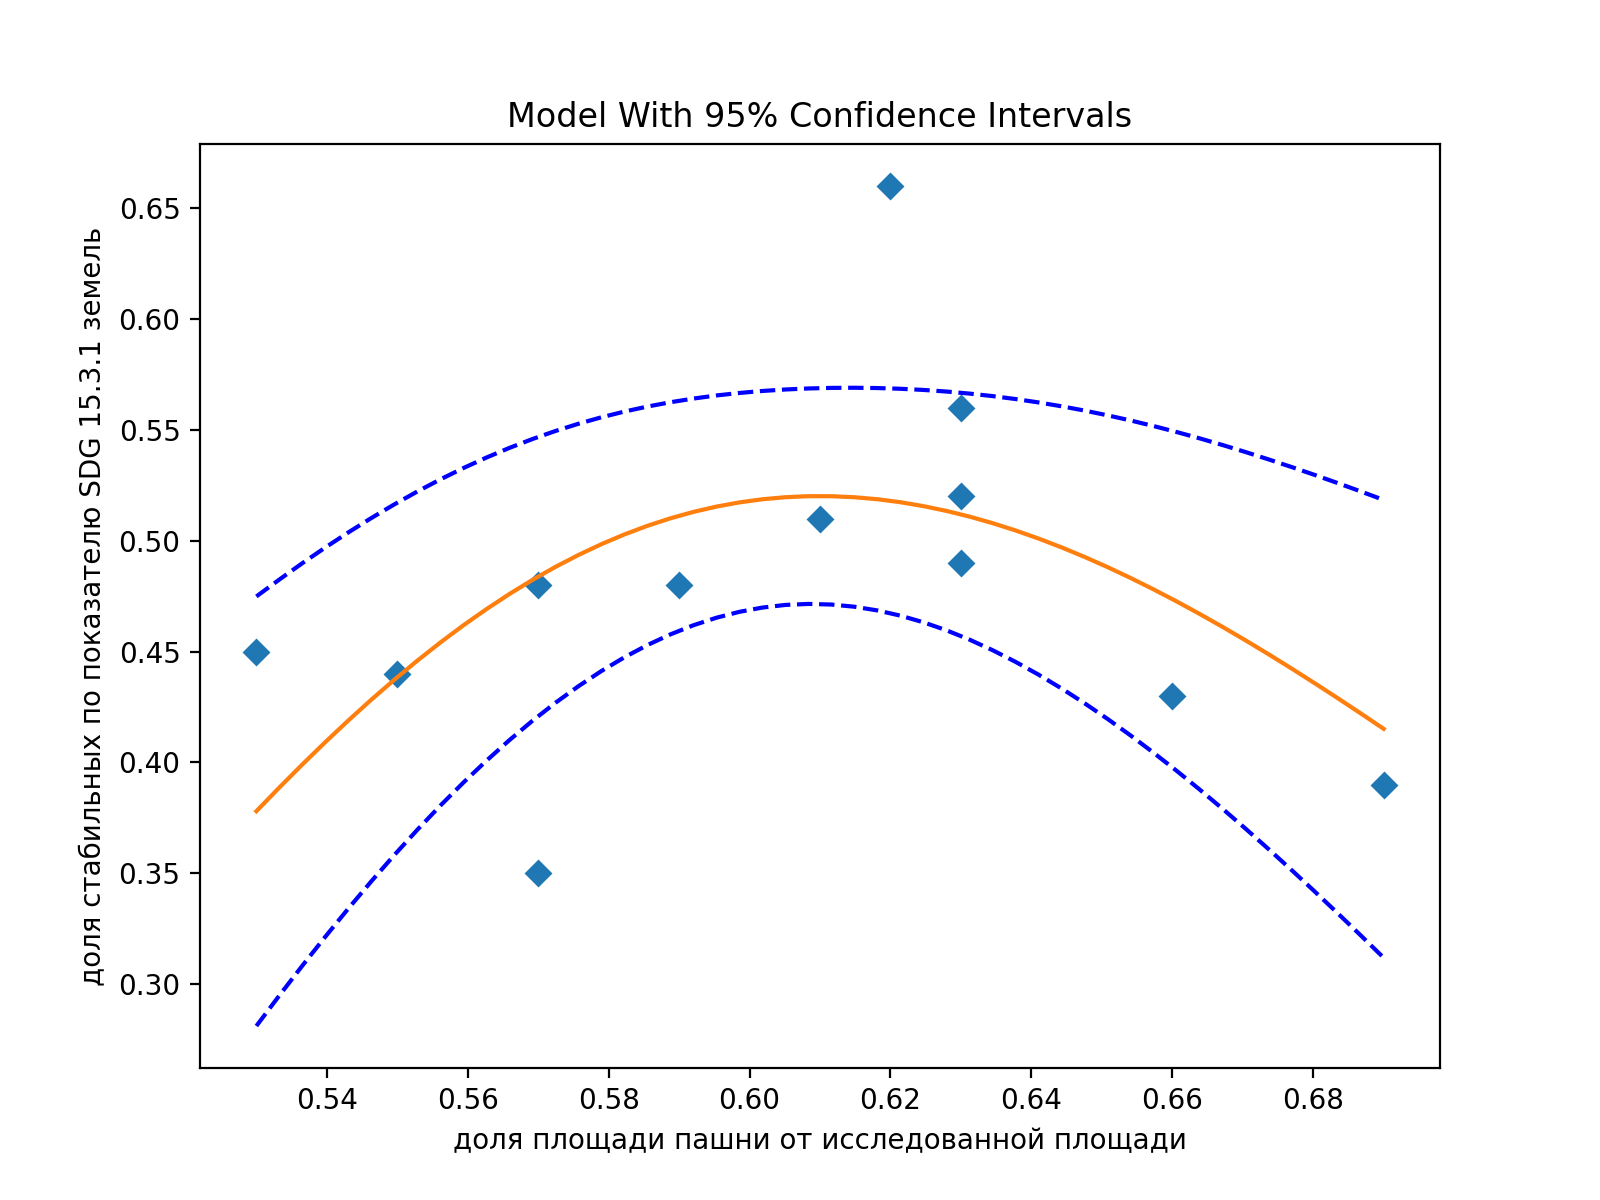 Model With 95% Confidence Intervals
доля стабильных по показателю SDG 15.3.1 земель
0.65
0.60
0.55
0.50
0.45
0.40
0.35
0.30
0.54 0.56 0.58 0.60 0.62 0.64 0.66 0.68
доля площади пашни от исследованной площади